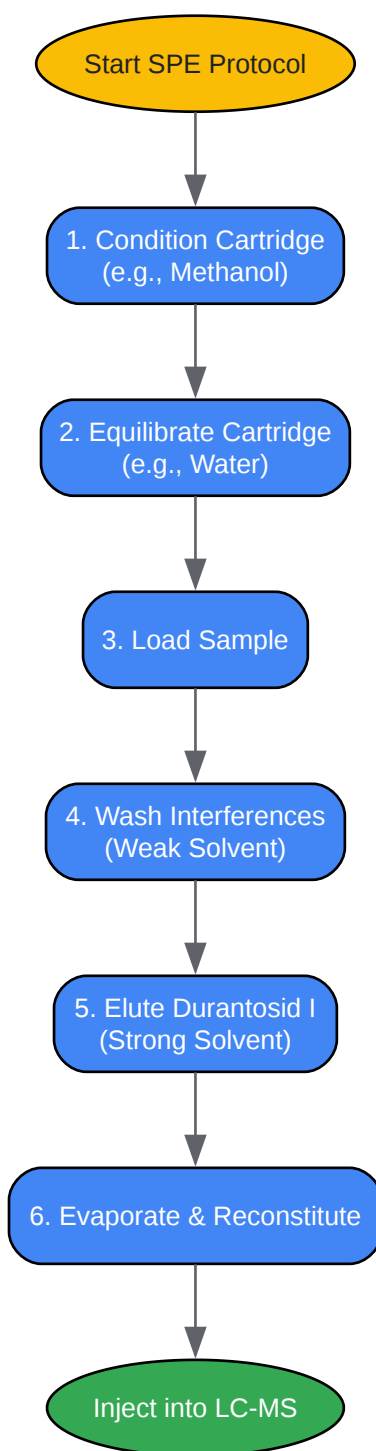 Start SPE Protocol
1. Condition Cartridge
(e.g., Methanol)
2. Equilibrate Cartridge
(e.g., Water)
3. Load Sample
4. Wash Interferences
(Weak Solvent)
5. Elute Durantosid I
(Strong Solvent)
6. Evaporate & Reconstitute
Inject into LC-MS